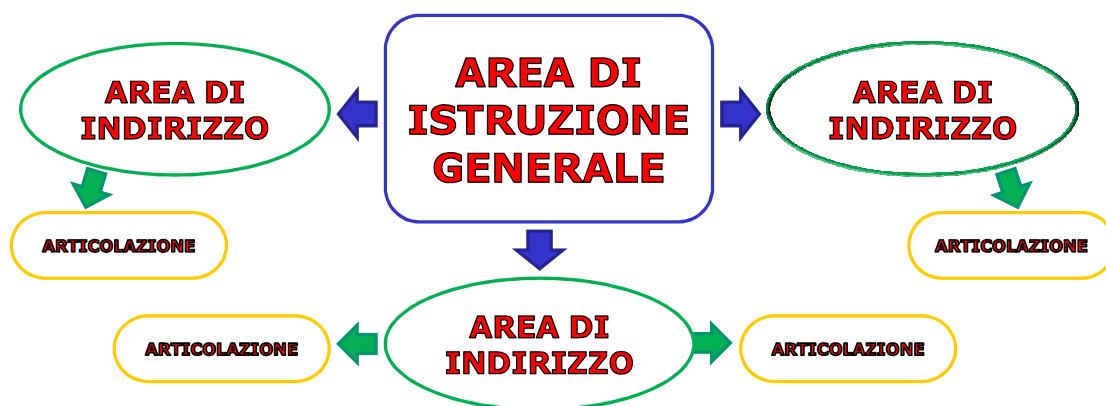 AREA DI
INDIRIZZO
AREA DI
ISTRUZIONE
GENERALE
AREA DI
INDIRIZZO
ARTICOLAZIONE
ARTICOLAZIONE
ARTICOLAZIONE
AREA DI
INDIRIZZO
ARTICOLAZIONE